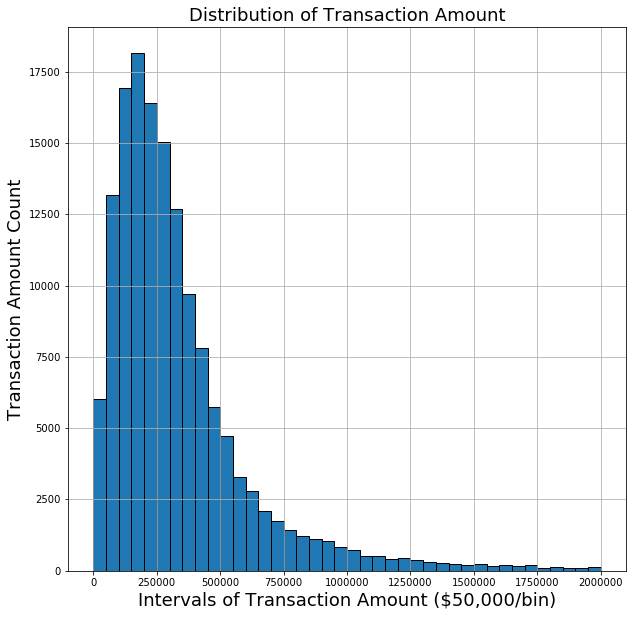 Distribution of Transaction Amount
Transaction Amount Count
17500
15000
12500
10000
7500
5000
2500
0
0 250000 500000 750000 1000000 1250000 1500000 1750000 2000000
Intervals of Transaction Amount ($50,000/bin)